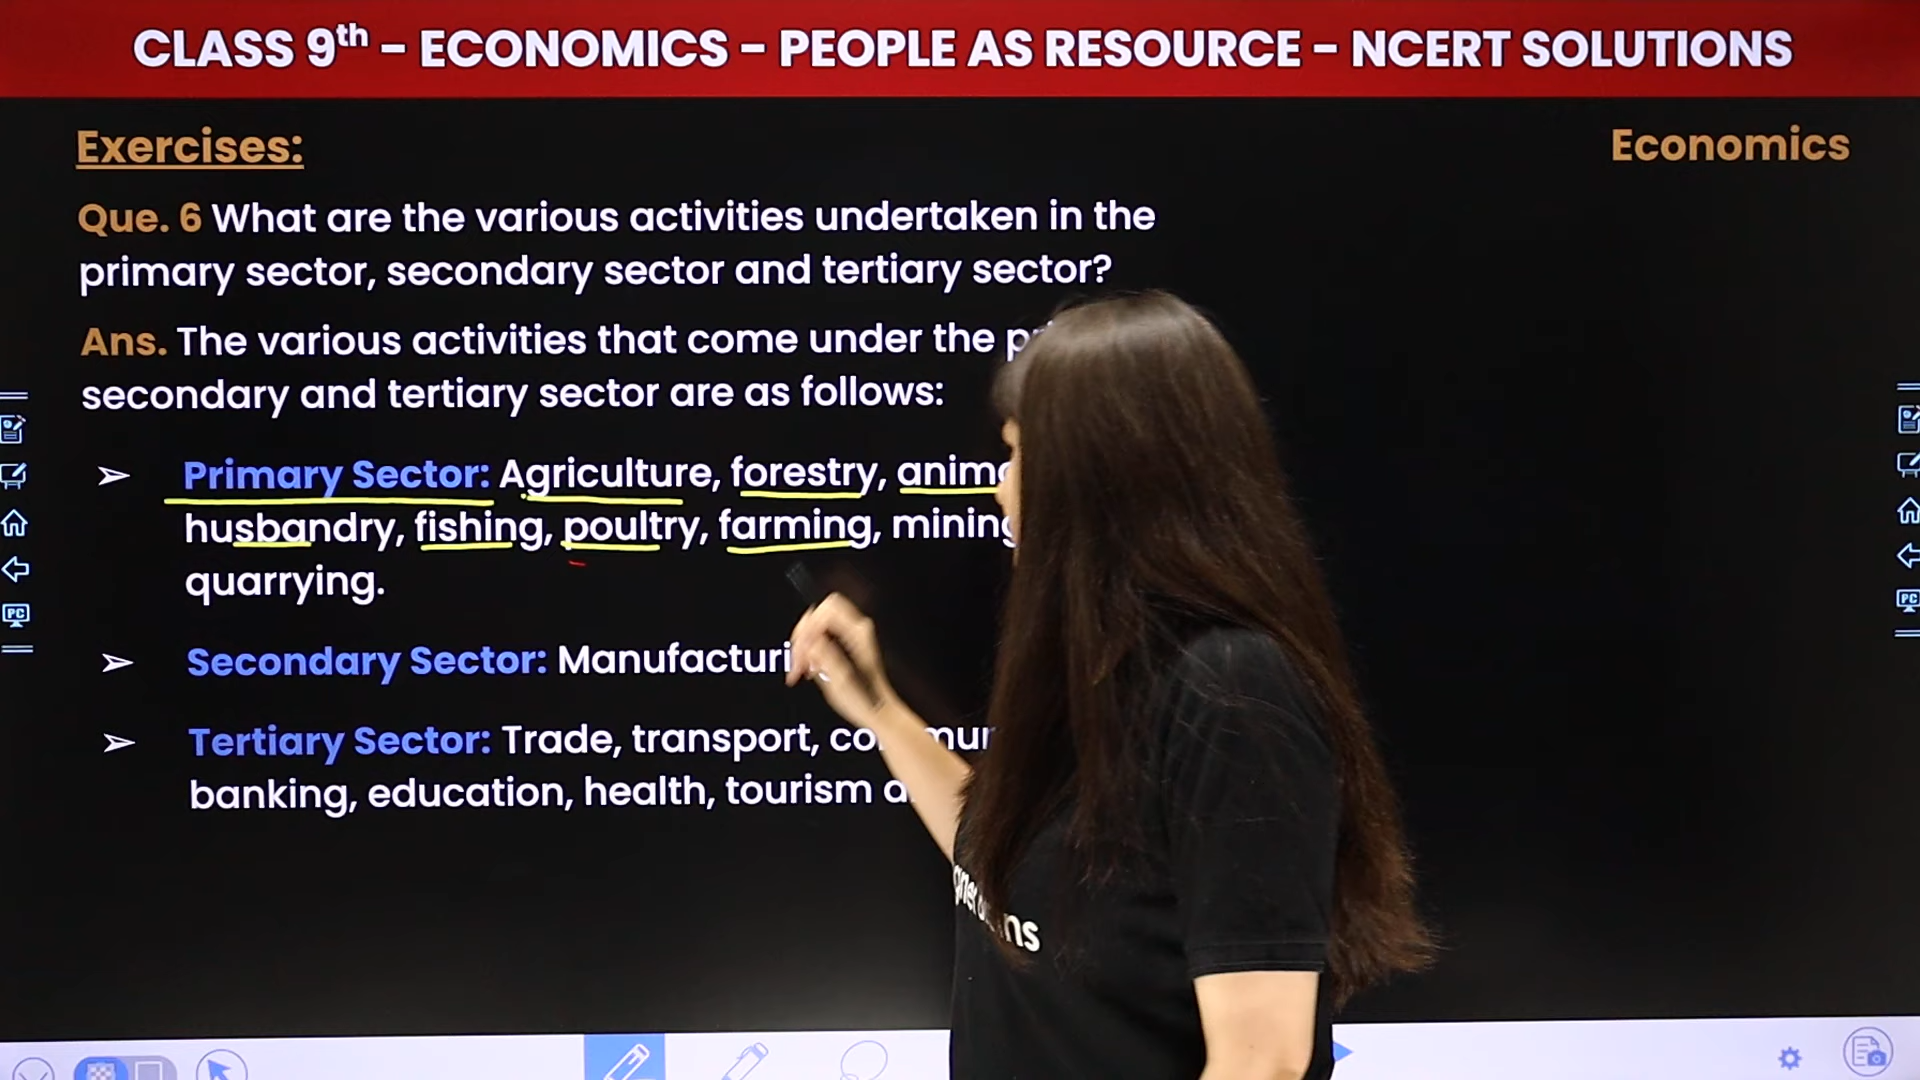 CLASS 9th – ECONOMICS – PEOPLE AS RESOURCE – NCERT SOLUTIONS
Exercises:
Economics
Que. 6 What are the various activities undertaken in the
primary sector, secondary sector and tertiary sector?
Ans. The various activities that come under the
secondary and tertiary sector are as follows:
➢ Primary Sector: Agriculture, forestry,
husbandry, fishing, poultry, farming, mining
quarrying.
➢ Secondary Sector:
➢ Tertiary Sector: Trade, transport,
banking, education, health, tourism
PC
PC